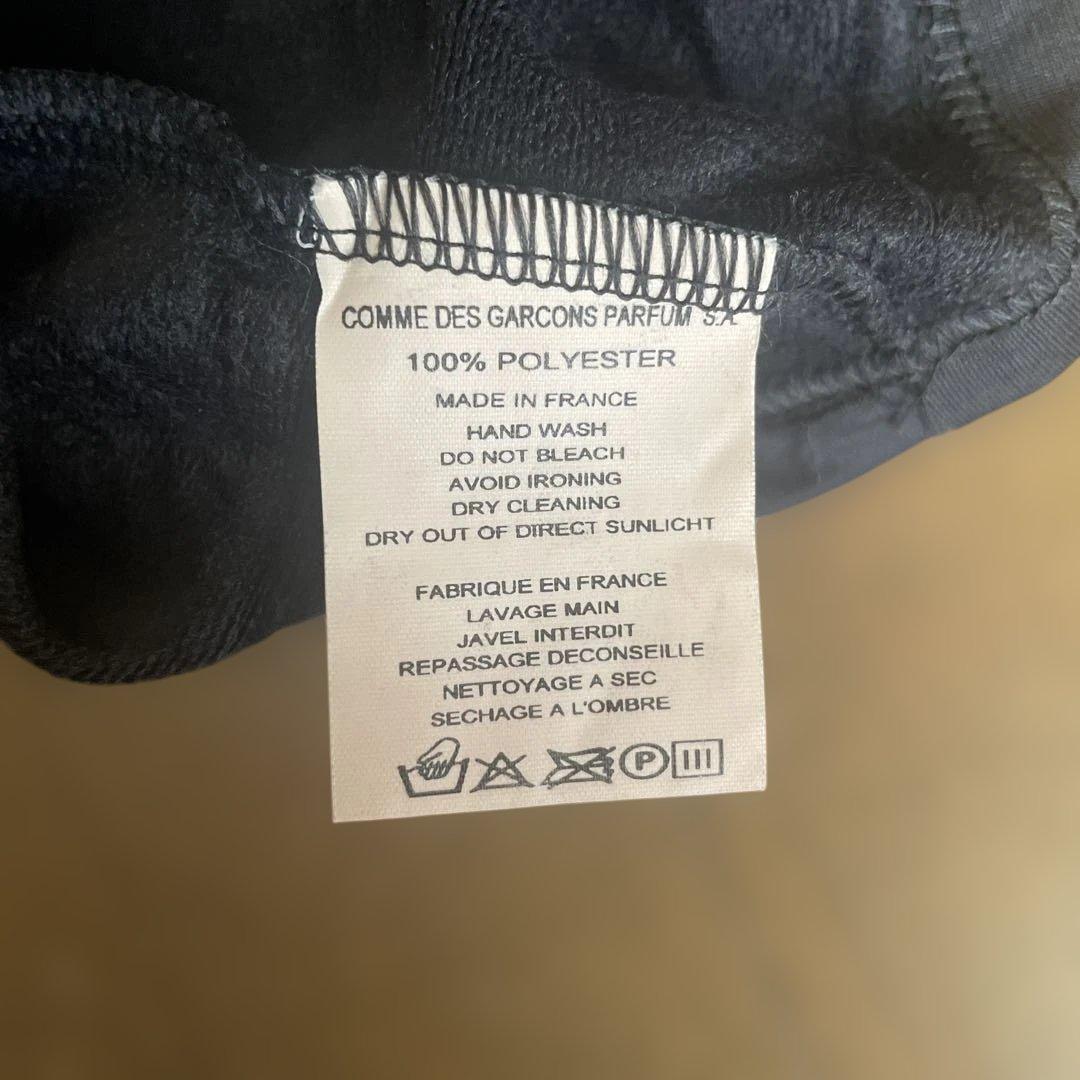 COMME DES GARCONS PARFUM S.A.
100% POLYESTER
MADE IN FRANCE
HAND WASH
DO NOT BLEACH
AVOID IRONING
DRY CLEANING
DRY OUT OF DIRECT SUNLICHT
FABRIQUE EN FRANCE
LAVAGE MAIN
JAVEL INTERDIT
REPASSAGE DECONSEILLE
NETTOYAGE A SEC
SECHAGE A L'OMBRE
P